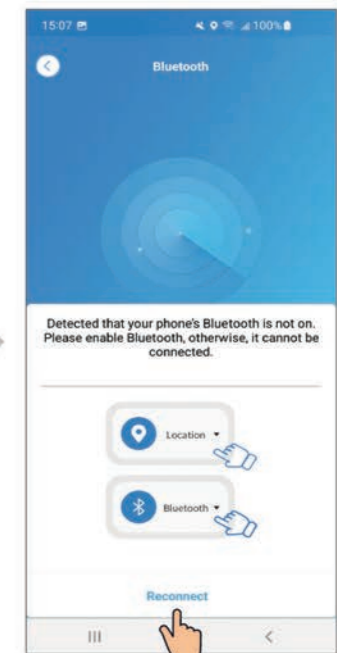 15:07 100%
Bluetooth
Detected that your phone's Bluetooth is not on.
Please enable Bluetooth, otherwise, it cannot be
connected.
Location
Bluetooth
Reconnect